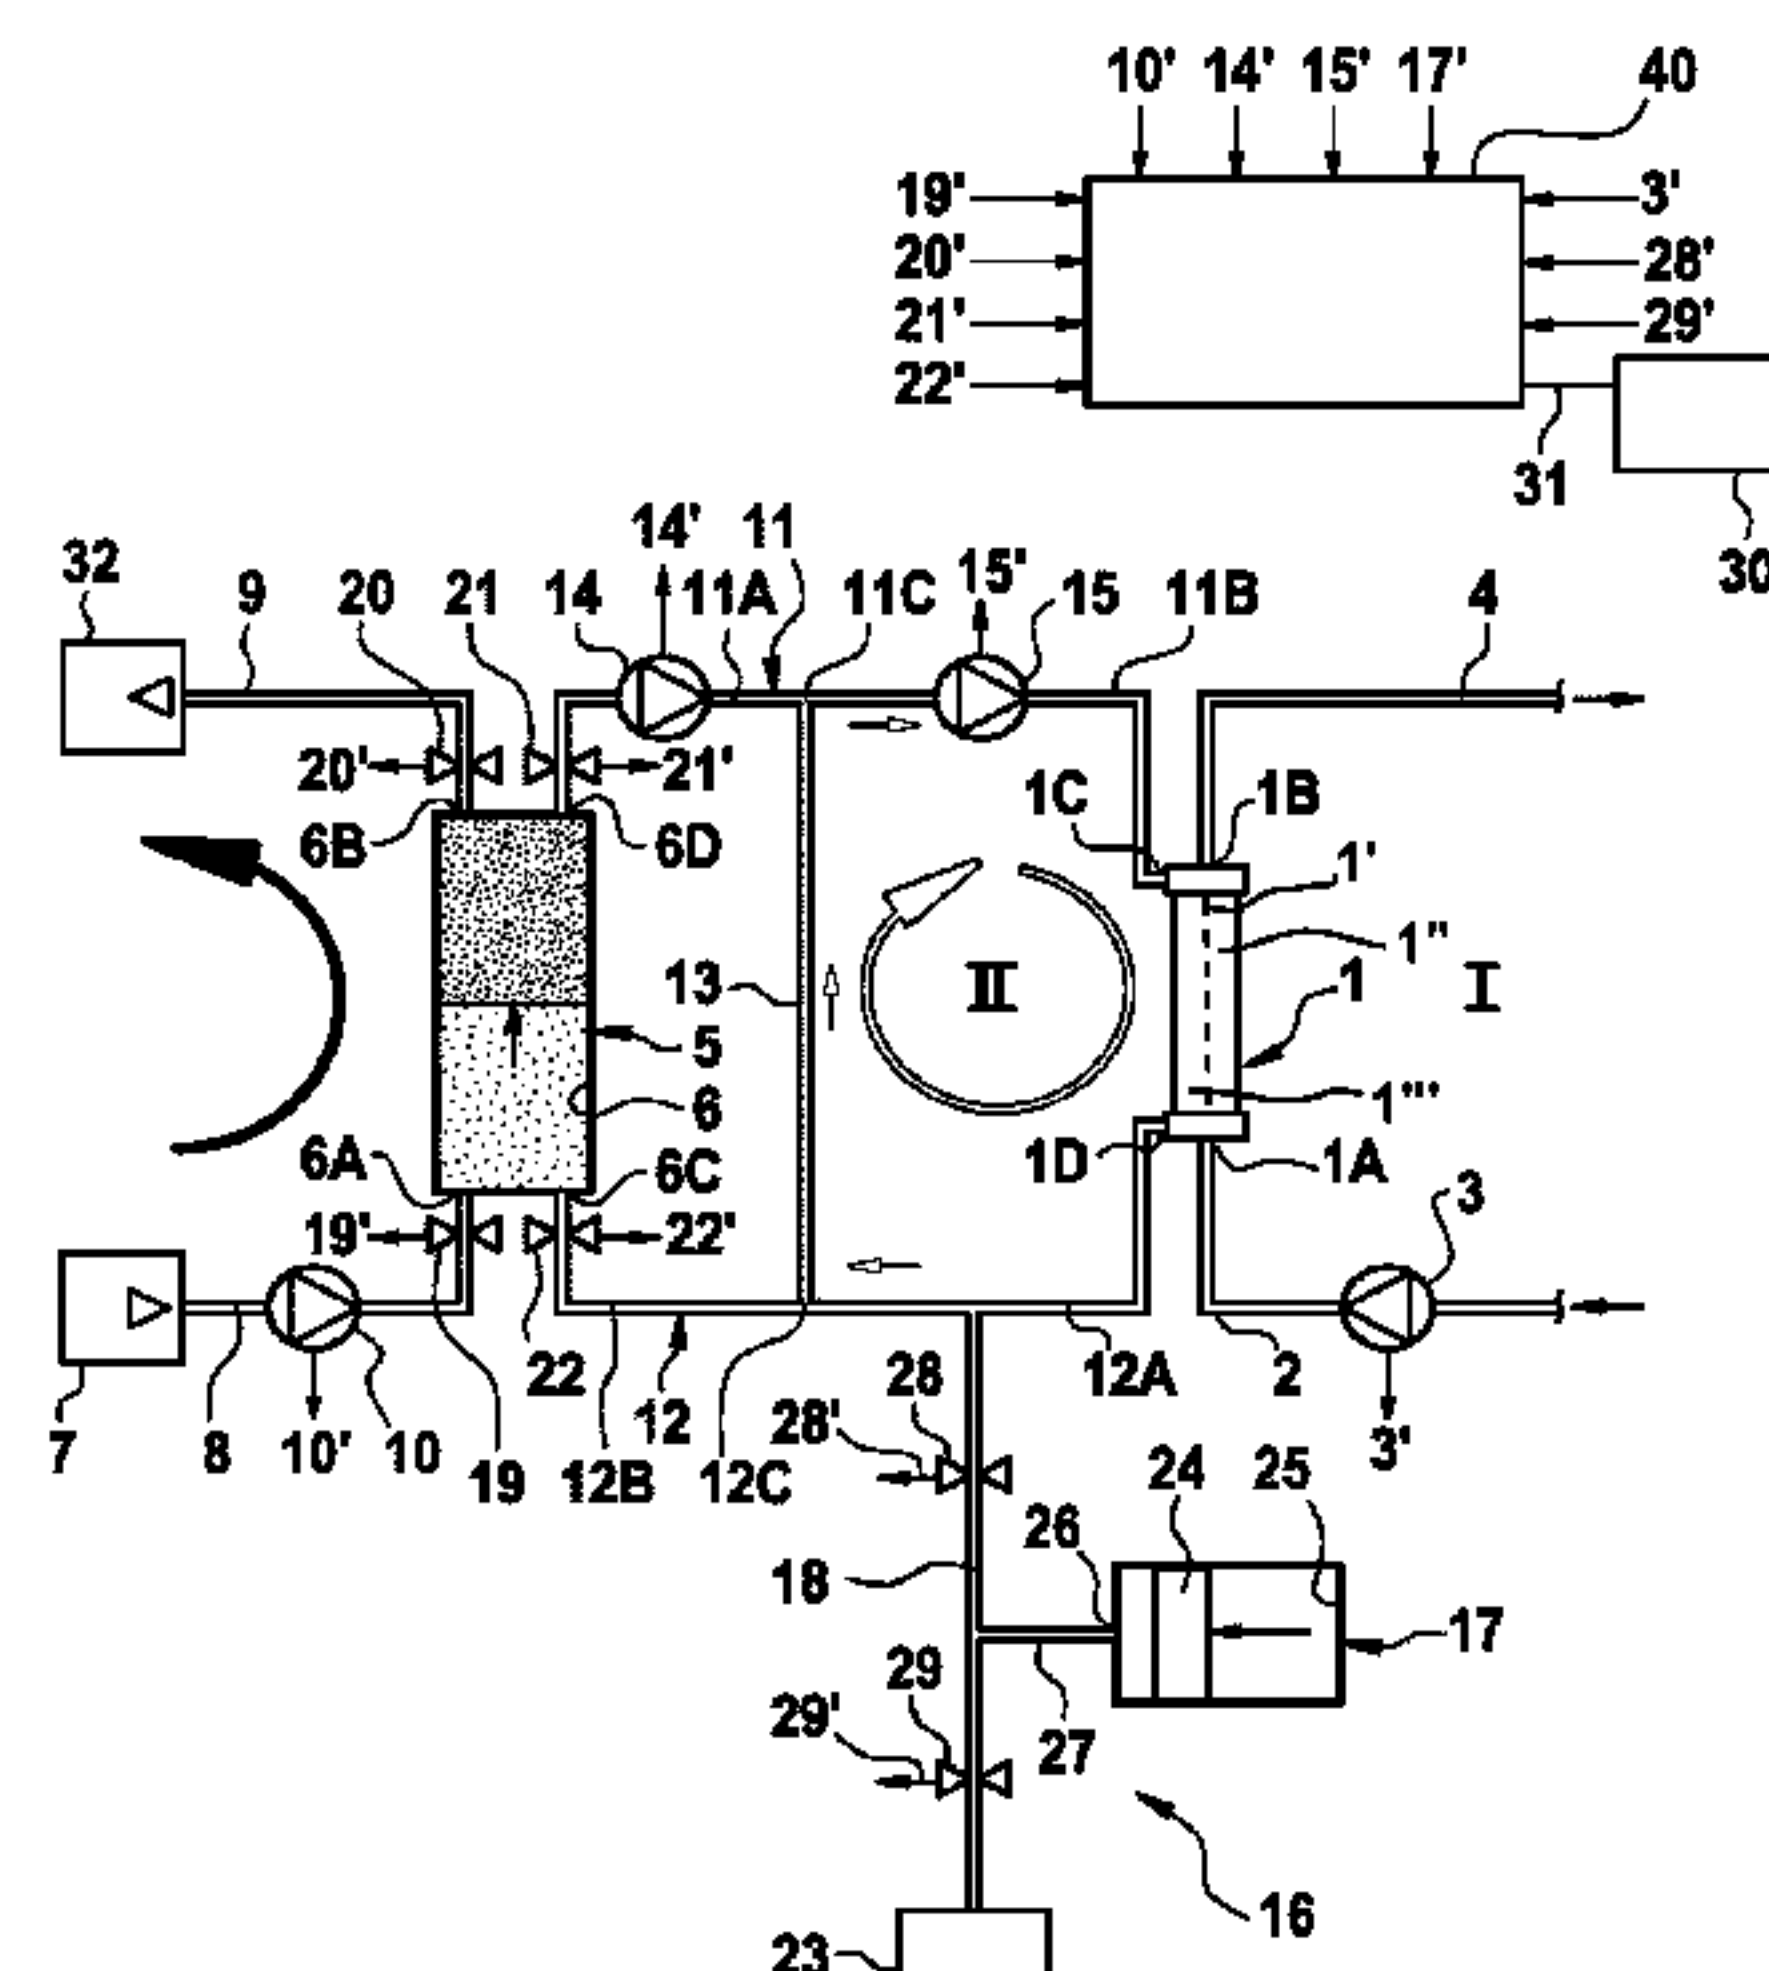 10' 14' 15' 17' 40
19' 3'
20' 28'
21' 29'
22'
31
30
14' 11
32 9 20 21 14 11A 11C 15' 15 11B 4
20' 21'
1C 1B
6B 6D
1'
1"
13 II 1 I
5
6 1"'
6A 6C 1D 1A
19' 22' 3
22 28 12A 2
7 8 10' 10 12 28' 3'
19 12B 12C 24 25
26
18
17
29
29'
27
16
23